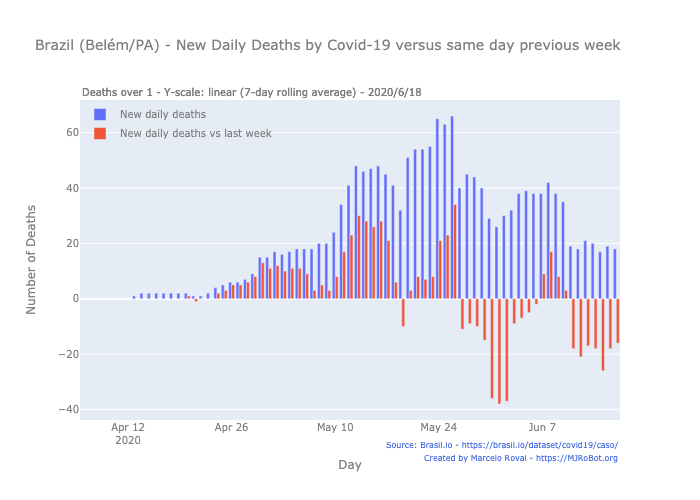 Brazil (Belém/PA) - New Daily Deaths by Covid-19 versus same day previous week
Deaths over 1 - Y-scale: linear (7-day rolling average) - 2020/6/18
New daily deaths
New daily deaths vs last week
60
40
20
0
−20
−40
Number of Deaths
Apr 12 Apr 26 May 10 May 24 Jun 7
2020
Day
Source: Brasil.io - https://brasil.io/dataset/covid19/caso/
Created by Marcelo Rovai - https://MJRoBot.org